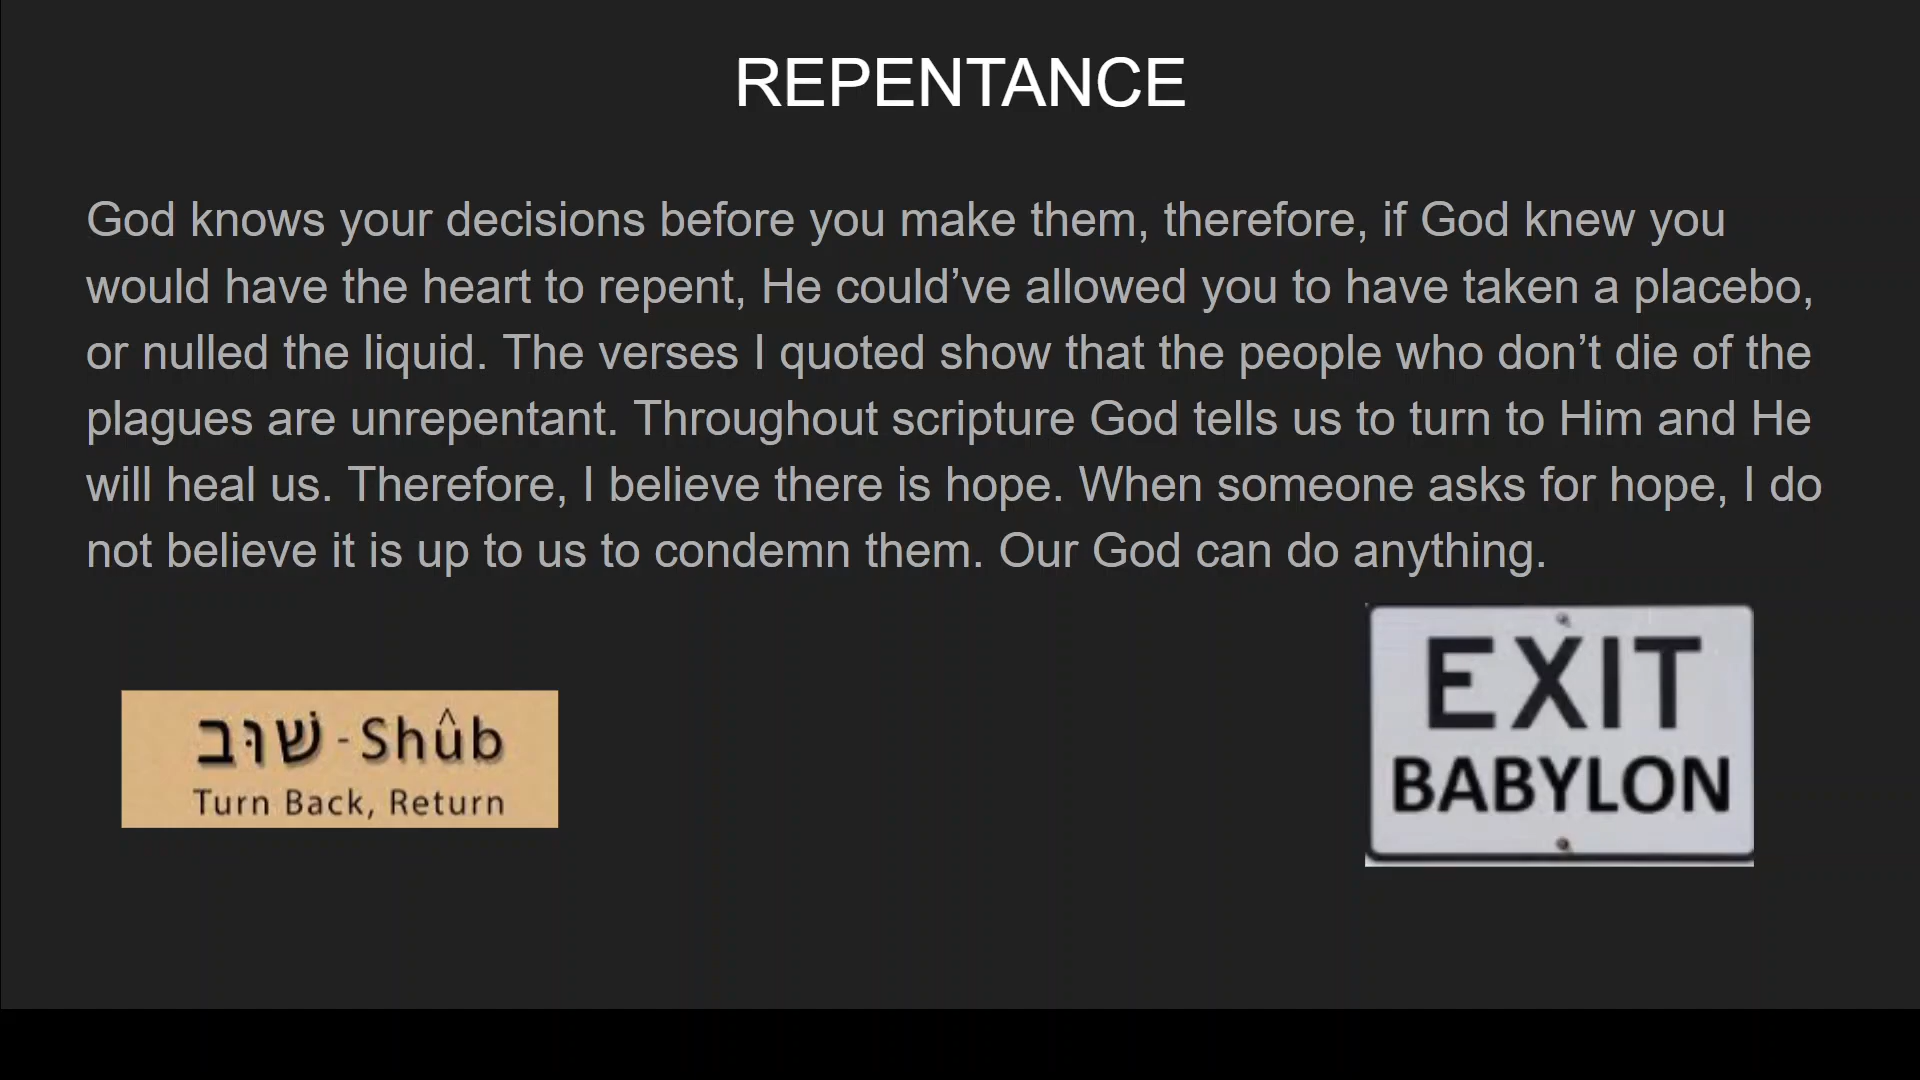 REPENTANCE
God knows your decisions before you make them, therefore, if God knew you
would have the heart to repent, He could’ve allowed you to have taken a placebo,
or nulled the liquid. The verses I quoted show that the people who don’t die of the
plagues are unrepentant. Throughout scripture God tells us to turn to Him and He
will heal us. Therefore, I believe there is hope. When someone asks for hope, I do
not believe it is up to us to condemn them. Our God can do anything.
שׁוּב - Shûb
Turn Back, Return
EXIT
BABYLON